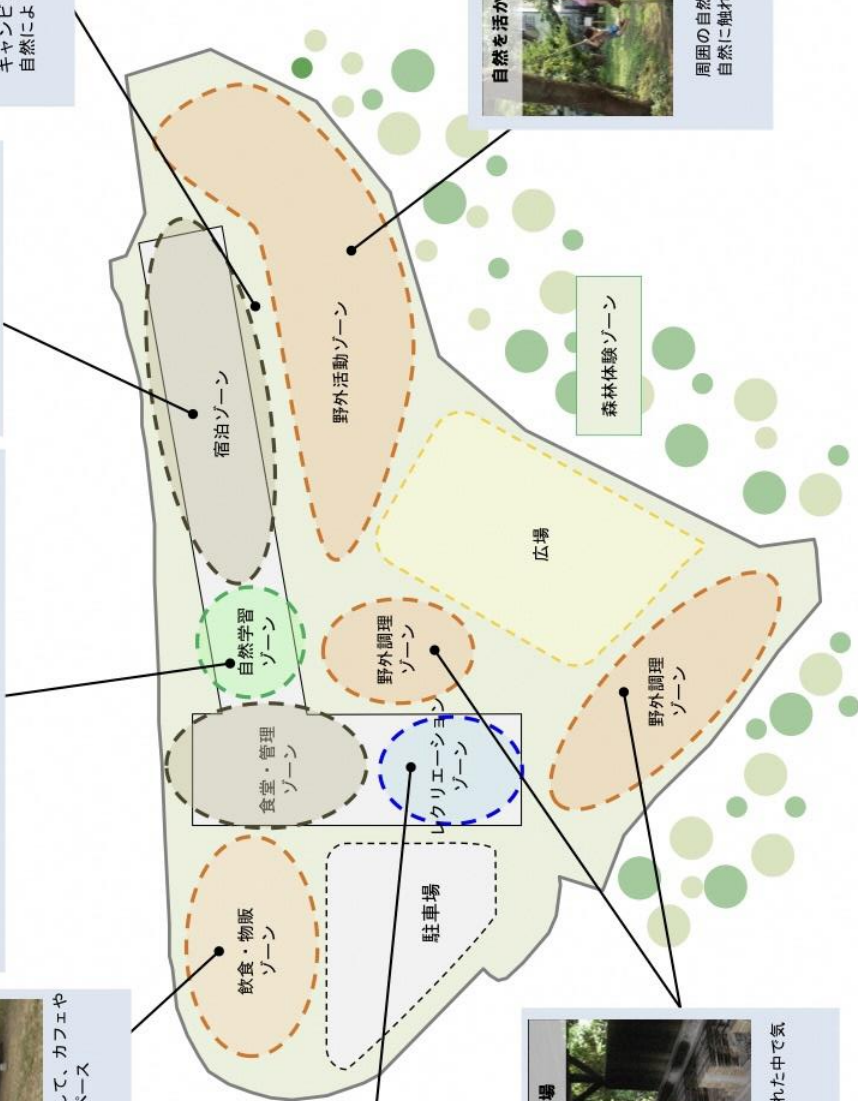 キャンピ
自然によ
して、カフェや
ペース
飲食・物販
ゾーン
食堂・管理
ゾーン
自然学習
ゾーン
宿泊ゾーン
駐車場
レクリエーション
ゾーン
野外調理
ゾーン
野外活動ゾーン
広場
野外調理
ゾーン
森林体験ゾーン
場
れた中で気
自然を活か
周囲の自然
自然に触れ